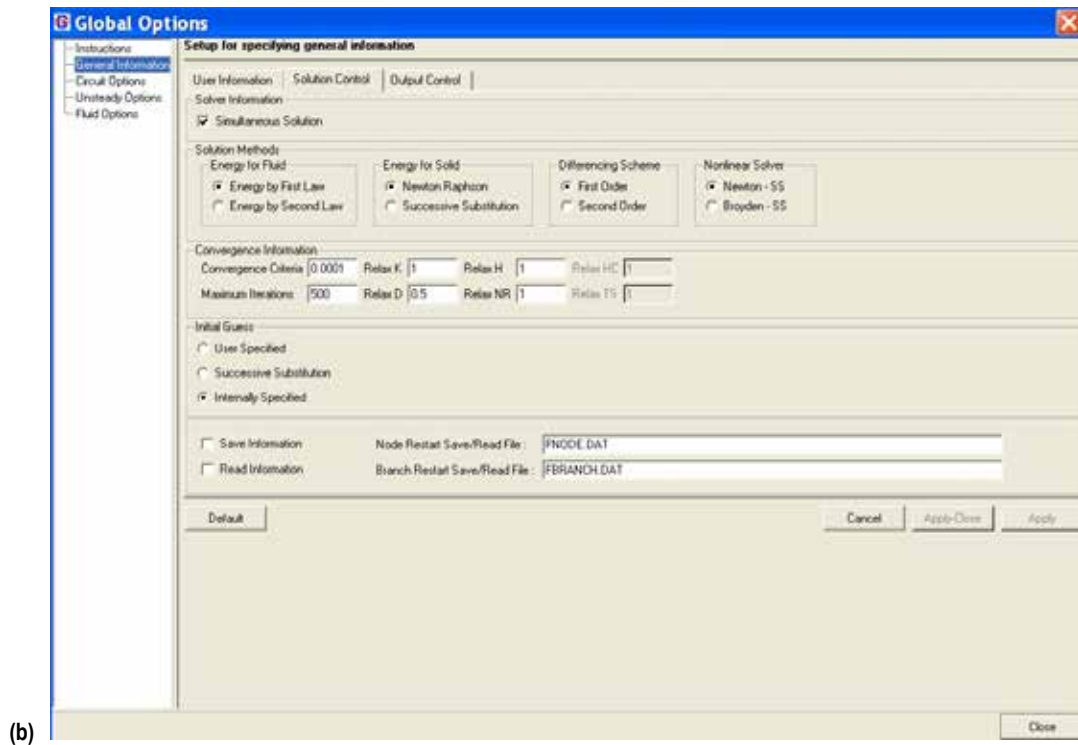 Global Options
Instructions
General Information
Circuit Options
Unsteady Options
Fluid Options
Setup for specifying general information
User Information Solution Control Output Control
Solver Information
Simultaneous Solution
Solution Methods
Energy for Fluid Energy for Solid Differencing Scheme Nonlinear Solver
Energy by First Law Newton Raphson First Order Newton - SS
Energy by Second Law Successive Substitution Second Order Broyden - SS
Convergence Information
Convergence Criteria 0.0001 Relax K 1 Relax H 1 Relax HC 1
Maximum Iterations 500 Relax D 0.5 Relax NR 1 Relax TS 1
Initial Guess
User Specified
Successive Substitution
Internally Specified
Save Information Node Restart Save/Read File : FNODE.DAT
Read Information Branch Restart Save/Read File : FBRANCH.DAT
Default Cancel Apply-Close Apply
Close
(b)